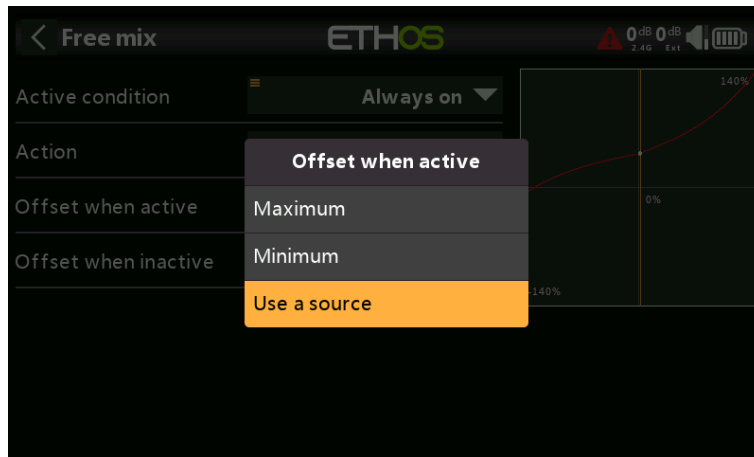 Free mix
ETHOS
0dB 0dB
2.4G Ext
Active condition
Always on
140%
Action
Offset when active
Offset when active
Maximum
0%
Offset when inactive
Minimum
Use a source
-140%